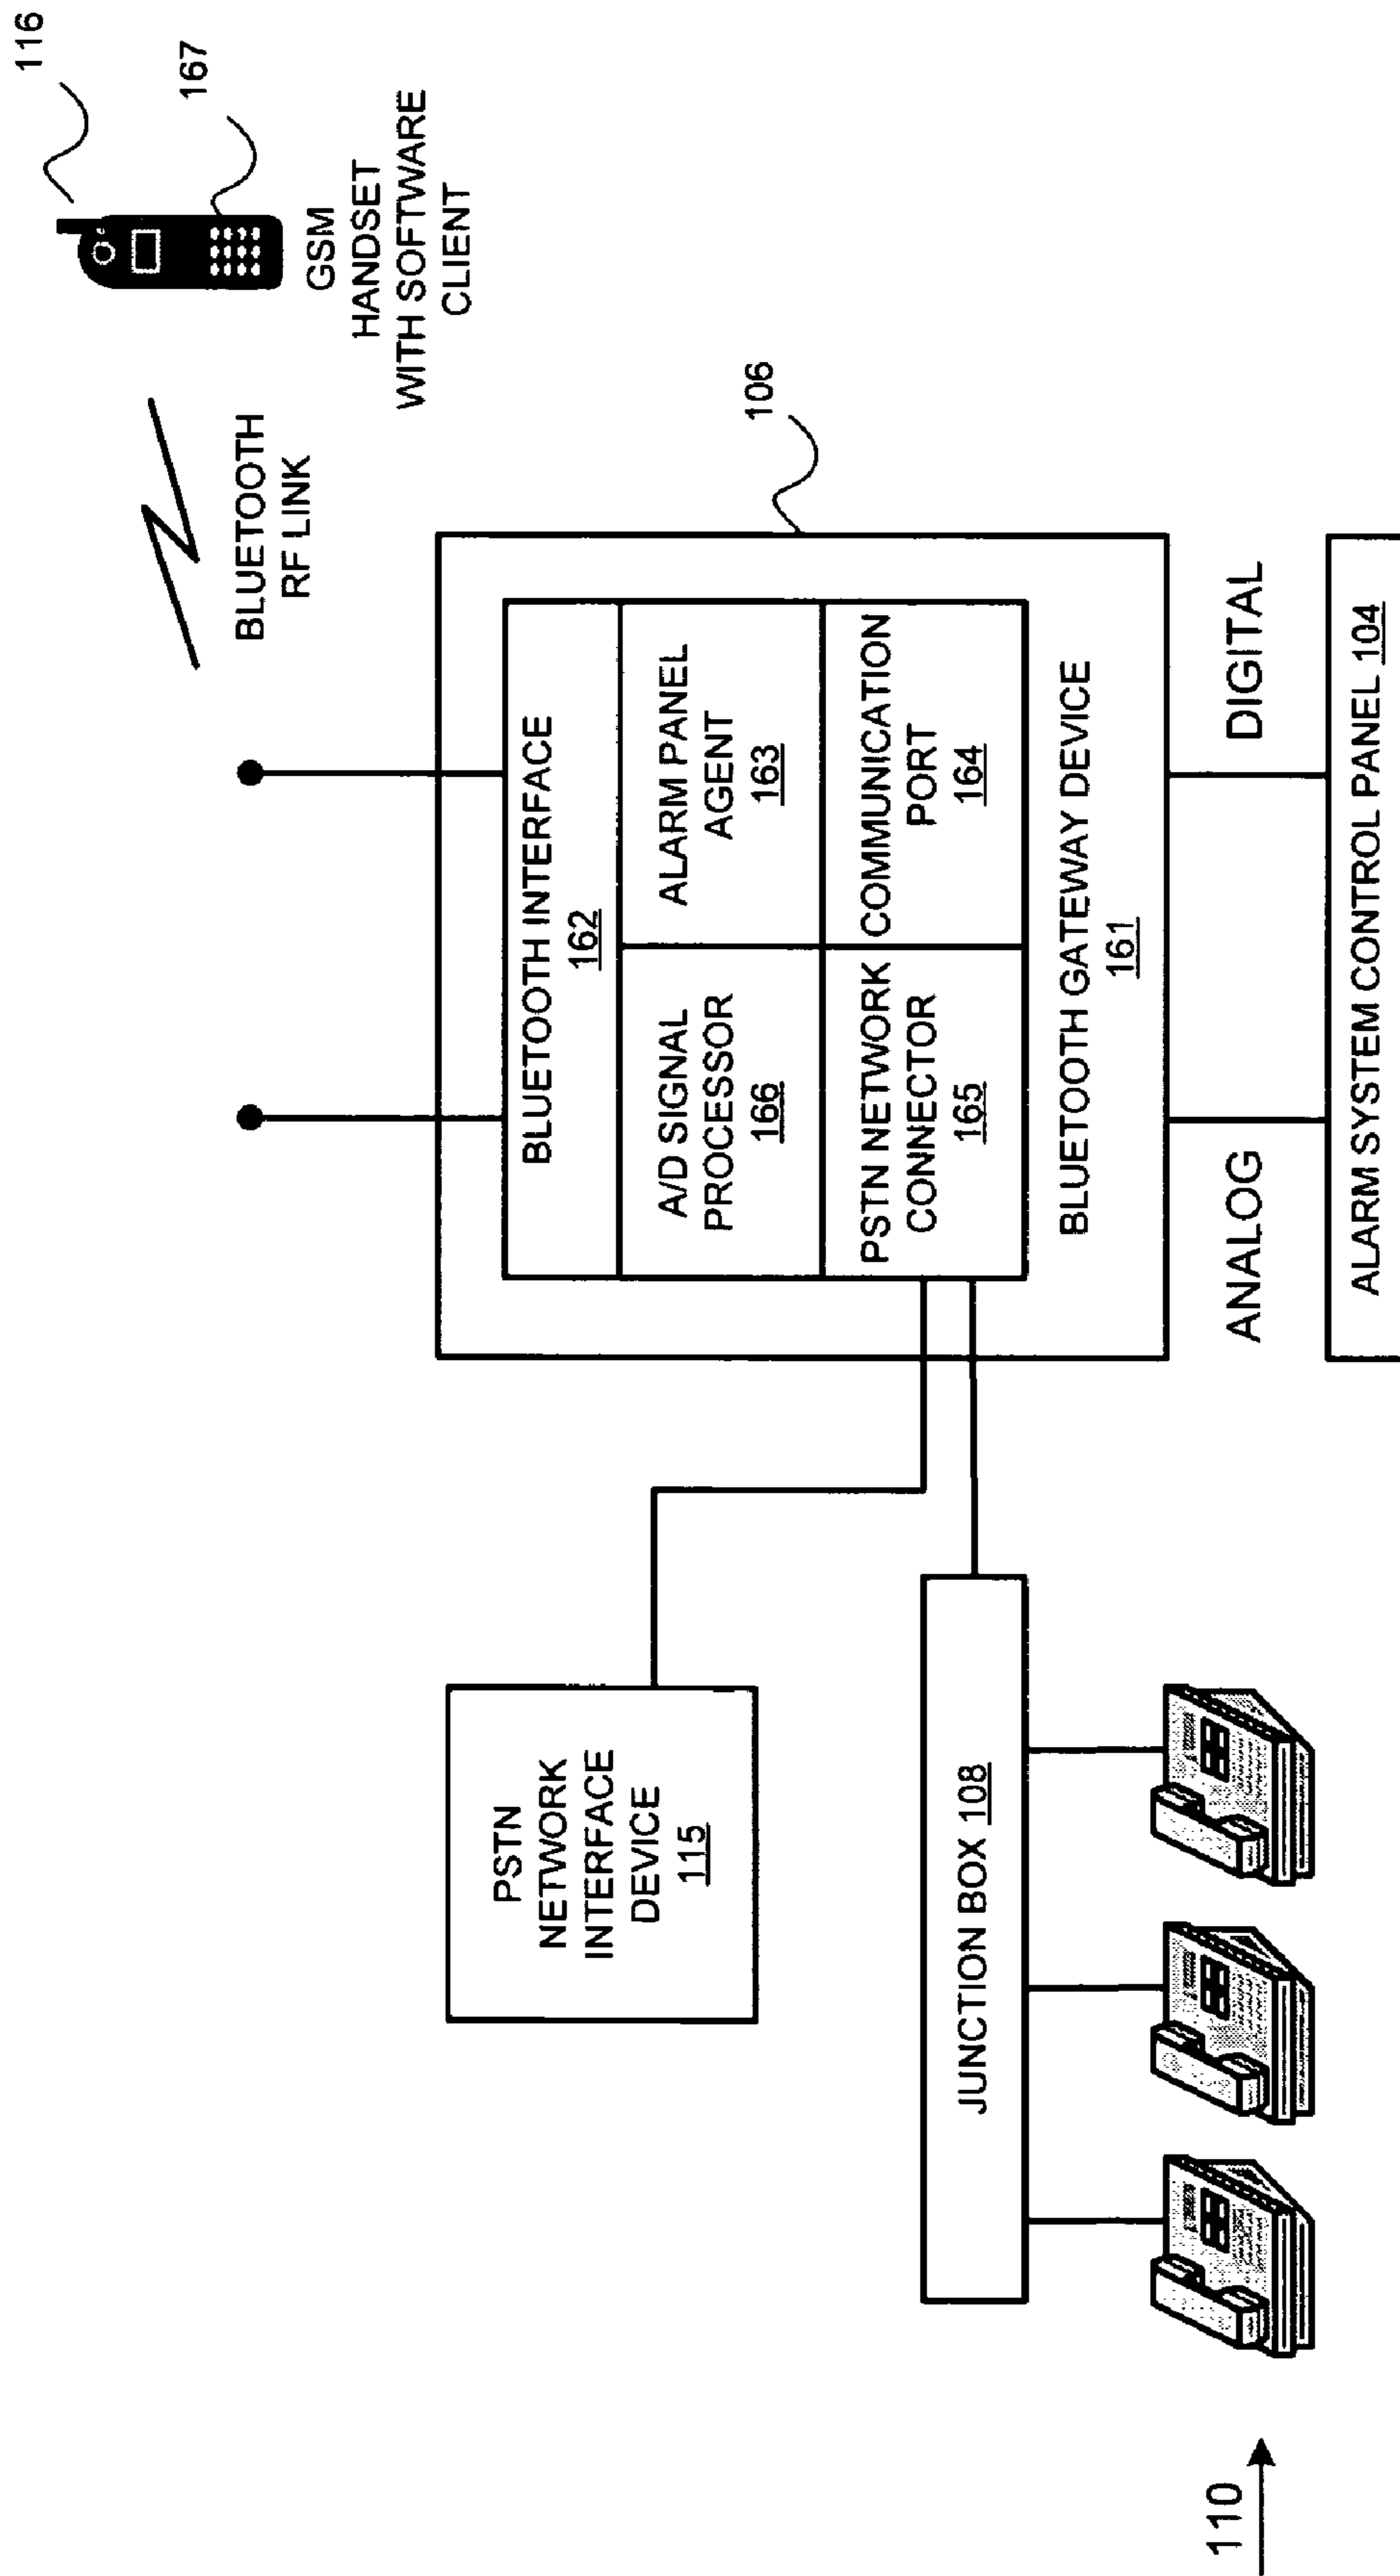 116
167
GSM
HANDSET
WITH SOFTWARE
CLIENT
BLUETOOTH
RF LINK
106
BLUETOOTH INTERFACE
162
A/D SIGNAL
PROCESSOR
166
ALARM PANEL
AGENT
163
PSTN NETWORK
CONNECTOR
165
COMMUNICATION
PORT
164
BLUETOOTH GATEWAY DEVICE
161
PSTN
NETWORK
INTERFACE
DEVICE
115
JUNCTION BOX 108
ANALOG
DIGITAL
110
ALARM SYSTEM CONTROL PANEL 104